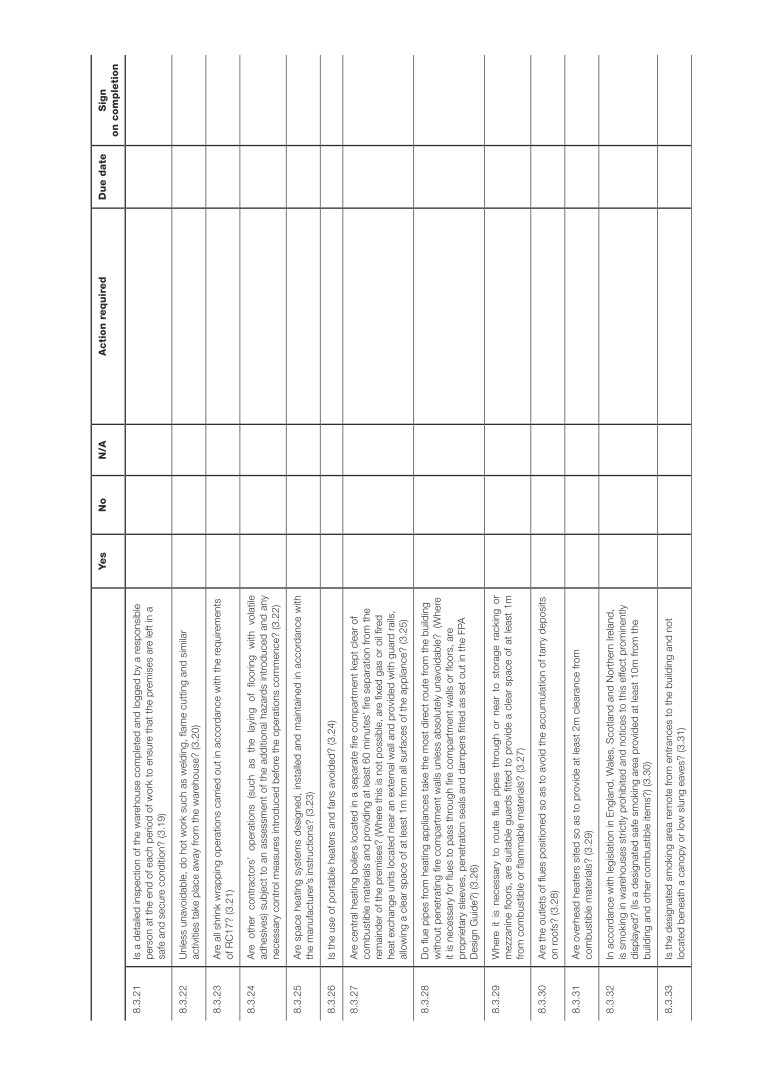 Yes
No
N/A
Action required
Due date
Sign
on completion
8.3.21
Is a detailed inspection of the warehouse completed and logged by a responsible
person at the end of each period of work to ensure that the premises are left in a
safe and secure condition? (3.19)
8.3.22
Unless unavoidable, do hot work such as welding, flame cutting and similar
activities take place away from the warehouse? (3.20)
8.3.23
Are all shrink wrapping operations carried out in accordance with the requirements
of RC17? (3.21)
8.3.24
Are other contractors' operations (such as the laying of flooring with volatile
adhesives) subject to an assessment of the additional hazards introduced and any
necessary control measures introduced before the operations commence? (3.22)
8.3.25
Are space heating systems designed, installed and maintained in accordance with
the manufacturer's instructions? (3.23)
8.3.26
Is the use of portable heaters and fans avoided? (3.24)
8.3.27
Are central heating boilers located in a separate fire compartment kept clear of
combustible materials and providing at least 60 minutes' fire separation from the
remainder of the premises? (Where this is not possible, are fixed gas or oil fired
heat exchange units located near an external wall and provided with guard rails,
allowing a clear space of at least 1m from all surfaces of the appliance? (3.25)
8.3.28
Do flue pipes from heating appliances take the most direct route from the building
without penetrating fire compartment walls unless absolutely unavoidable? (Where
it is necessary for flues to pass through fire compartment walls or floors, are
proprietary sleeves, penetration seals and dampers fitted as set out in the FPA
Design Guide?) (3.26)
8.3.29
Where it is necessary to route flue pipes through or near to storage racking or
mezzanine floors, are suitable guards fitted to provide a clear space of at least 1m
from combustible or flammable materials? (3.27)
8.3.30
Are the outlets of flues positioned so as to avoid the accumulation of tarry deposits
on roofs? (3.28)
8.3.31
Are overhead heaters sited so as to provide at least 2m clearance from
combustible materials? (3.29)
8.3.32
In accordance with legislation in England, Wales, Scotland and Northern Ireland,
is smoking in warehouses strictly prohibited and notices to this effect prominently
displayed? (Is a designated safe smoking area provided at least 10m from the
building and other combustible items?) (3.30)
8.3.33
Is the designated smoking area remote from entrances to the building and not
located beneath a canopy or low slung eaves? (3.31)